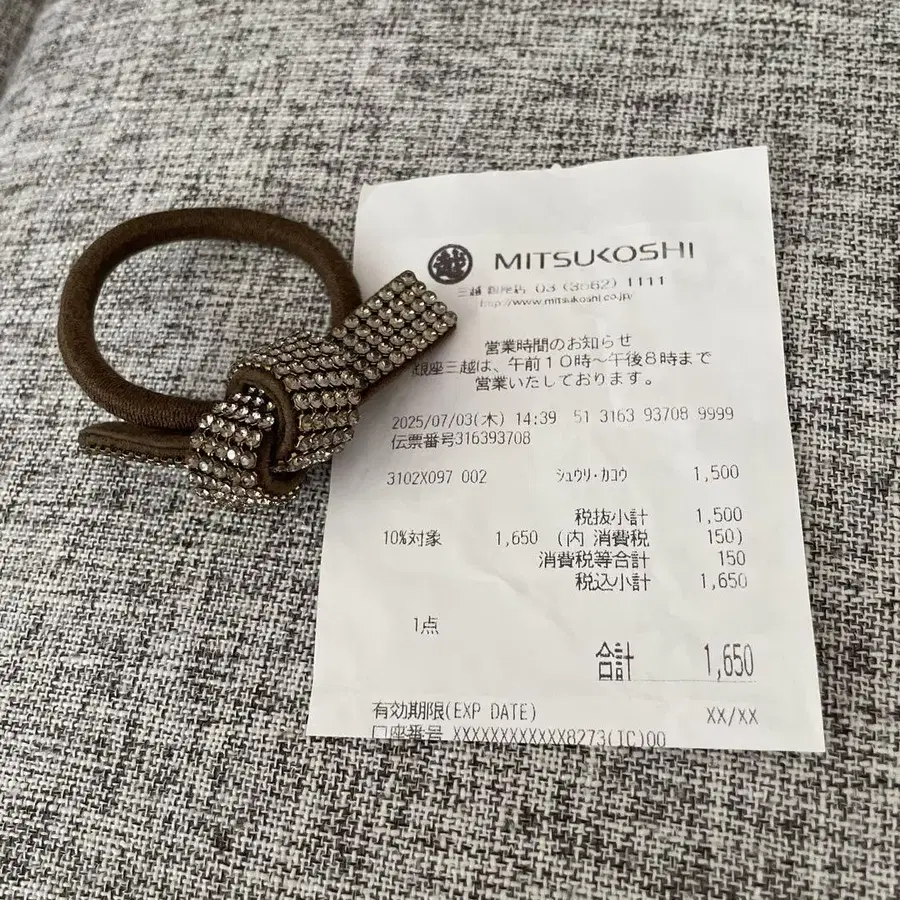 越 MITSUKOSHI
三越 銀座店 03 (3562) 1111
http://www.mitsukoshi.co.jp/
営業時間のお知らせ
銀座三越は、午前10時~午後8時まで
営業いたしております。
2025/07/03(木) 14:39 51 3163 93708 9999
伝票番号316393708
3102X097 002 シュウリ・カコウ 1,500
税抜小計 1,500
10%対象 1,650 (内 消費税 150)
消費税等合計 150
税込小計 1,650
1点
合計 1,650
有効期限(EXP DATE) XX/XX
口座番号 XXXXXXXXXXXX8273(IC)00